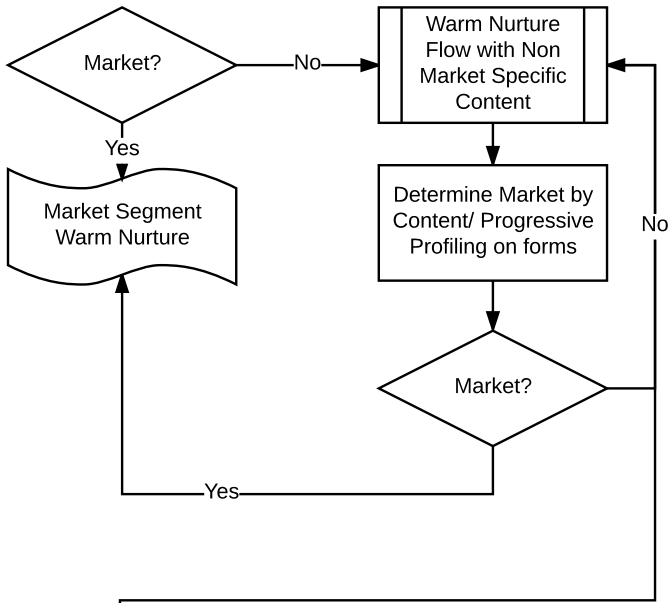 Market?
No
Warm Nurture
Flow with Non
Market Specific
Content
Yes
Market Segment
Warm Nurture
Determine Market by
Content/ Progressive
Profiling on forms
No
Market?
Yes